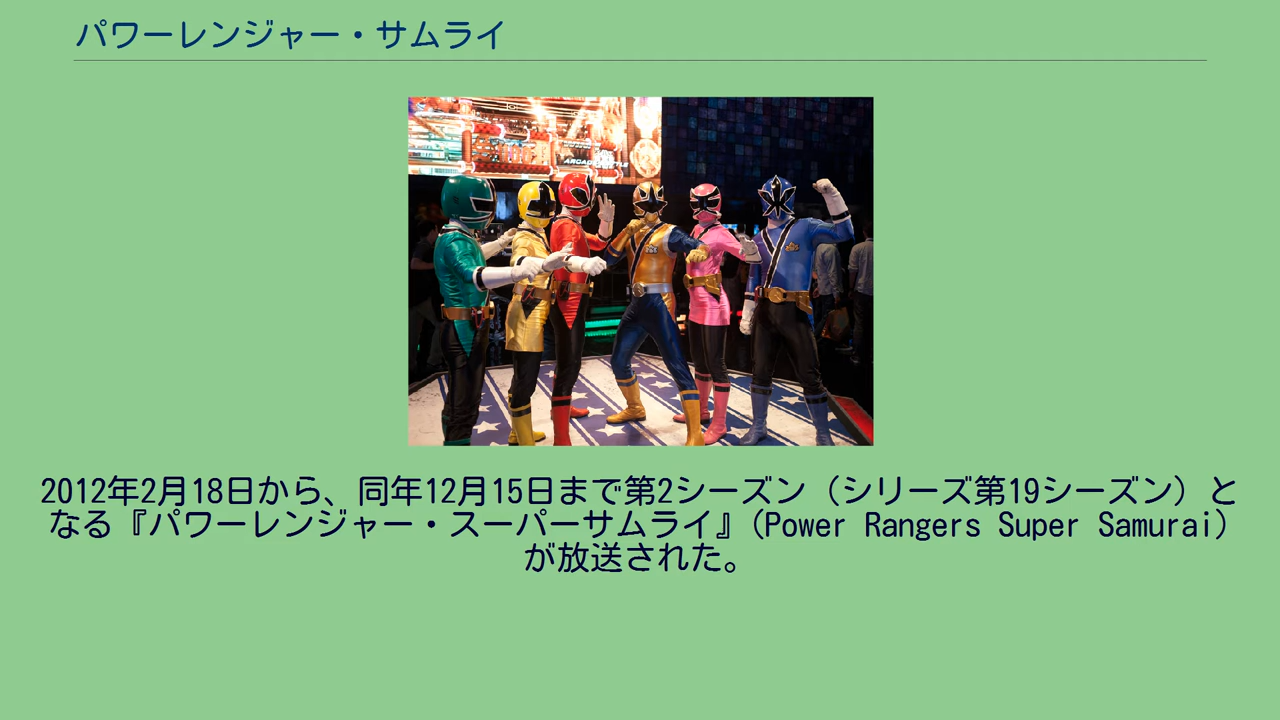 パワーレンジャー・サムライ
2012年2月18日から、同年12月15日まで第2シーズン（シリーズ第19シーズン）と
なる『パワーレンジャー・スーパーサムライ』(Power Rangers Super Samurai)
が放送された。